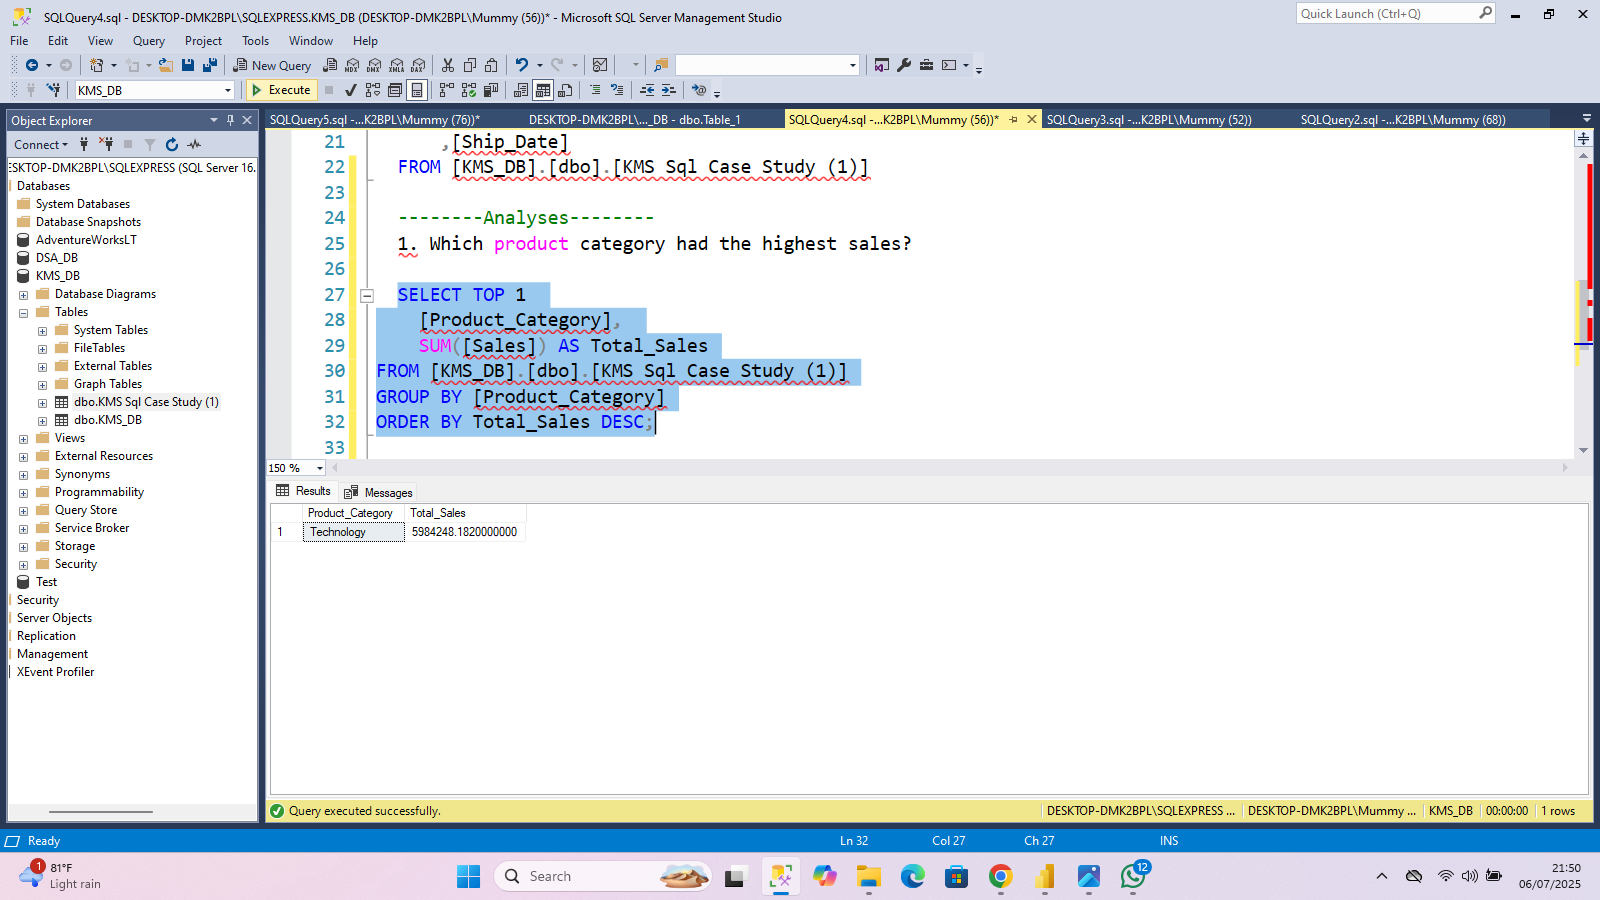 SQLQuery4.sql - DESKTOP-DMK2BPL\SQLEXPRESS.KMS_DB (DESKTOP-DMK2BPL\Mummy (56))* - Microsoft SQL Server Management Studio
Quick Launch (Ctrl+Q)
File Edit View Query Project Tools Window Help
New Query MDX DMX XMLA DAX
KMS_DB Execute
Object Explorer
Connect
SQLQuery5.sql -...K2BPL\Mummy (76))* DESKTOP-DMK2BPL\..._DB - dbo.Table_1 SQLQuery4.sql -...K2BPL\Mummy (56))* SQLQuery3.sql -...K2BPL\Mummy (52)) SQLQuery2.sql -...K2BPL\Mummy (68))
ESKTOP-DMK2BPL\SQLEXPRESS (SQL Server 16.
Databases
System Databases
Database Snapshots
AdventureWorksLT
DSA_DB
KMS_DB
Database Diagrams
Tables
System Tables
FileTables
External Tables
Graph Tables
dbo.KMS Sql Case Study (1)
dbo.KMS_DB
Views
External Resources
Synonyms
Programmability
Query Store
Service Broker
Storage
Security
Test
Security
Server Objects
Replication
Management
XEvent Profiler
21 ,[Ship_Date]
22 FROM [KMS_DB].[dbo].[KMS Sql Case Study (1)]
23
24 --------Analyses--------
25 1. Which product category had the highest sales?
26
27 SELECT TOP 1
28 [Product_Category],
29 SUM([Sales]) AS Total_Sales
30 FROM [KMS_DB].[dbo].[KMS Sql Case Study (1)]
31 GROUP BY [Product_Category]
32 ORDER BY Total_Sales DESC;
33
150 %
Results Messages
Product_Category Total_Sales
1 Technology 5984248.1820000000
Query executed successfully. DESKTOP-DMK2BPL\SQLEXPRESS ... DESKTOP-DMK2BPL\Mummy ... KMS_DB 00:00:00 1 rows
Ready Ln 32 Col 27 Ch 27 INS
1 81°F
Light rain
Search
12
21:50
06/07/2025